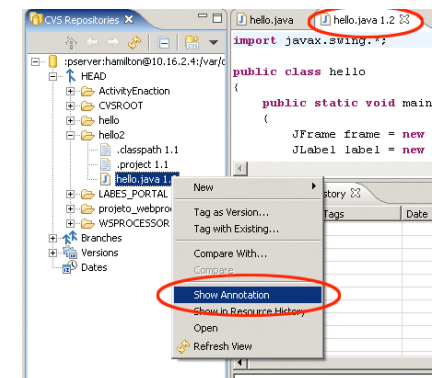 CVS Repositories
:pserver:hamilton@10.16.2.4:/var/c
HEAD
ActivityEnaction
CVSROOT
hello
hello2
.classpath 1.1
.project 1.1
hello.java 1.
LABES_PORTAL
projeto_webpro
WSPROCESSOR
Branches
Versions
Dates
hello.java
hello.java 1.2
import javax.swing.*;
public class hello
{
public static void main
{
JFrame frame = new
JLabel label = new
story
Tags
Date
New
Tag as Version...
Tag with Existing...
Compare With...
Compare
Show Annotation
Show in Resource History
Open
Refresh View